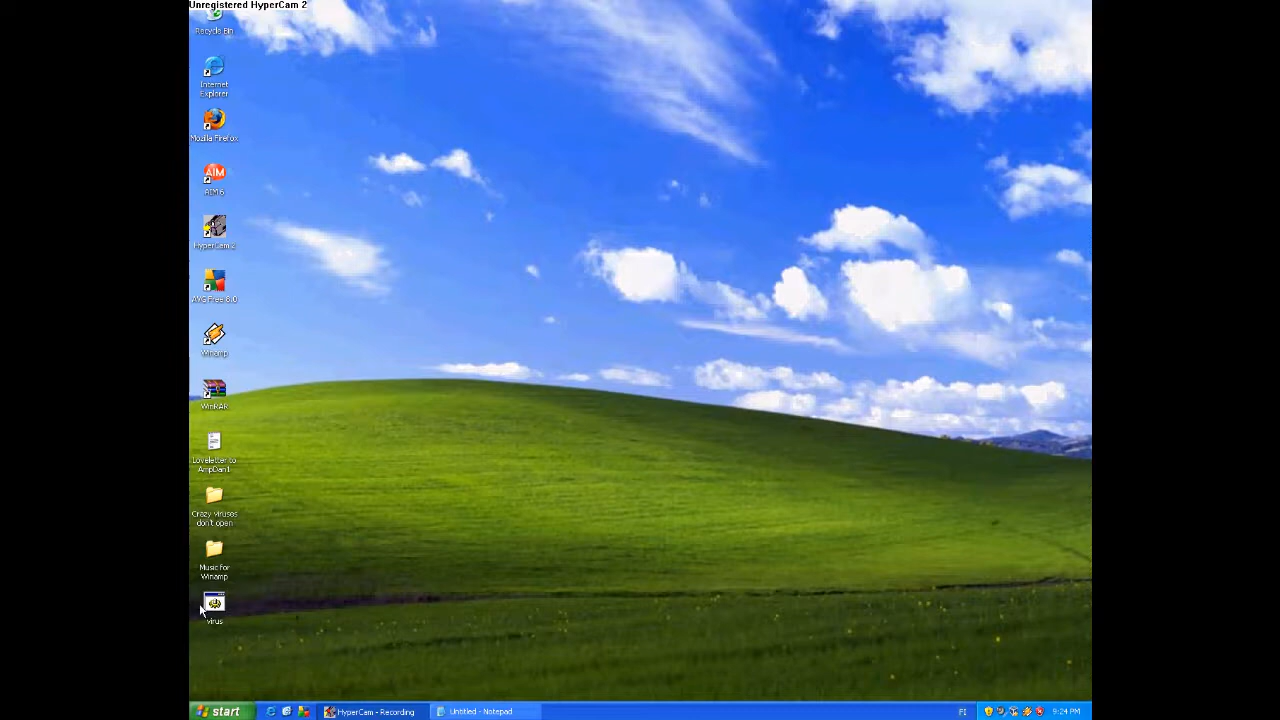 Unregistered HyperCam 2
Recycle Bin
Internet
Explorer
Mozilla Firefox
AIM
AIM 6
HyperCam 2
AVG Free 8.0
Winamp
WinRAR
Loveletter to
AmpDan1
Crazy viruses
don't open
Music for
Winamp
virus
start
HyperCam - Recording
Untitled - Notepad
FI
9:24 PM